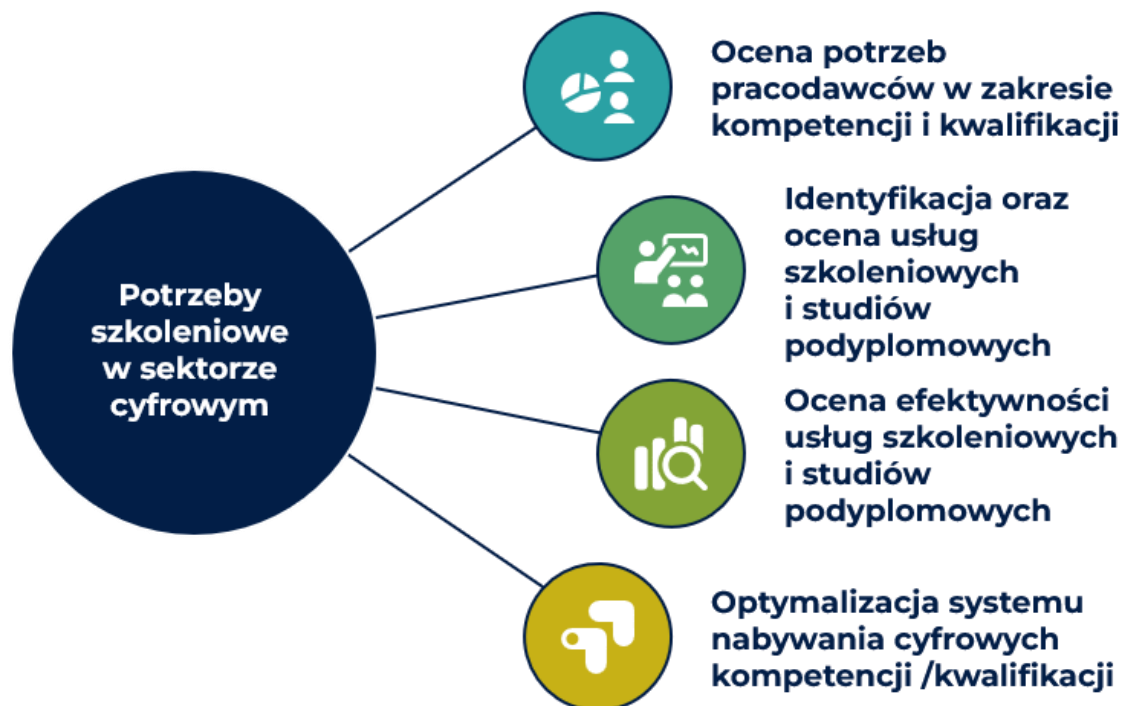 Potrzeby
szkoleniowe
w sektorze
cyfrowym
Ocena potrzeb
pracodawców w zakresie
kompetencji i kwalifikacji
Identyfikacja oraz
ocena usług
szkoleniowych
i studiów
podyplomowych
Ocena efektywności
usług szkoleniowych
i studiów
podyplomowych
Optymalizacja systemu
nabywania cyfrowych
kompetencji /kwalifikacji